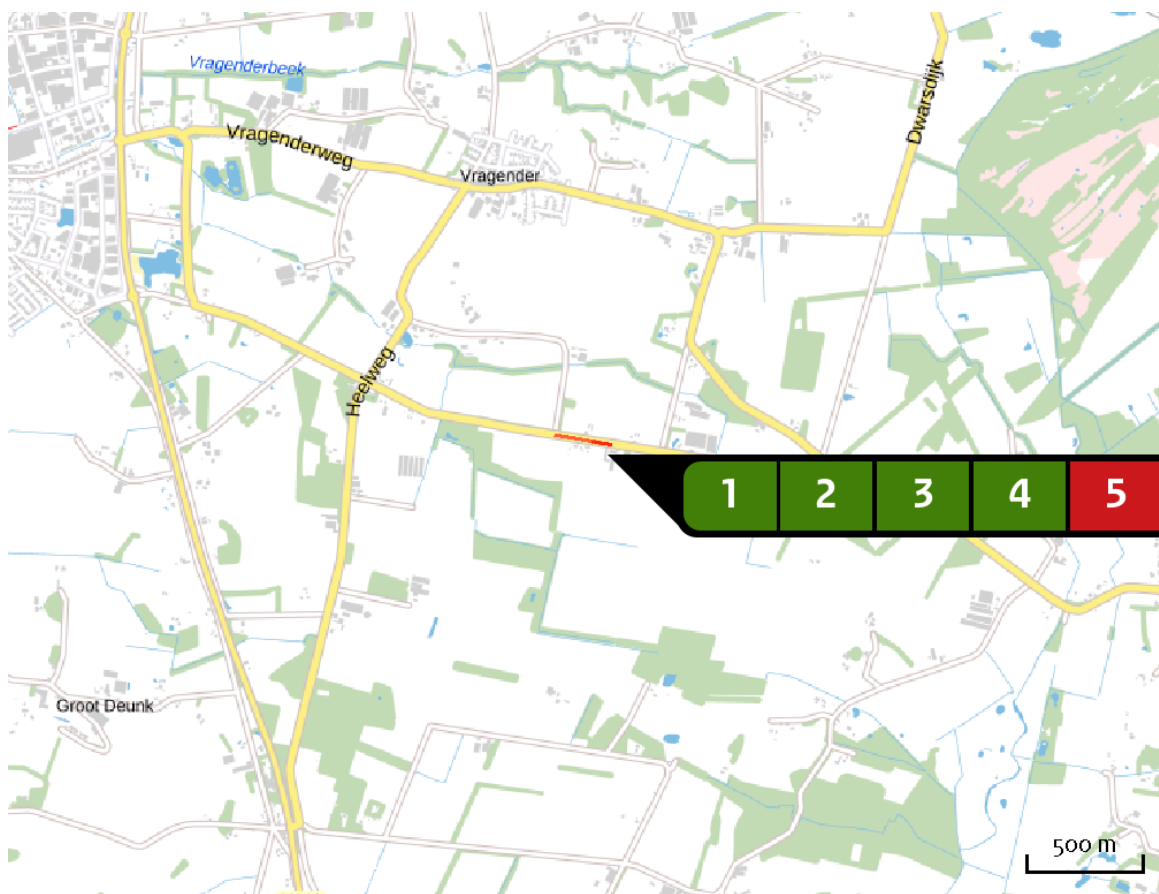 Vragenderbeek
Vragenderweg
Dwarsdijk
Vragender
Heelweg
1 2 3 4 5
Groot Deunk
500 m